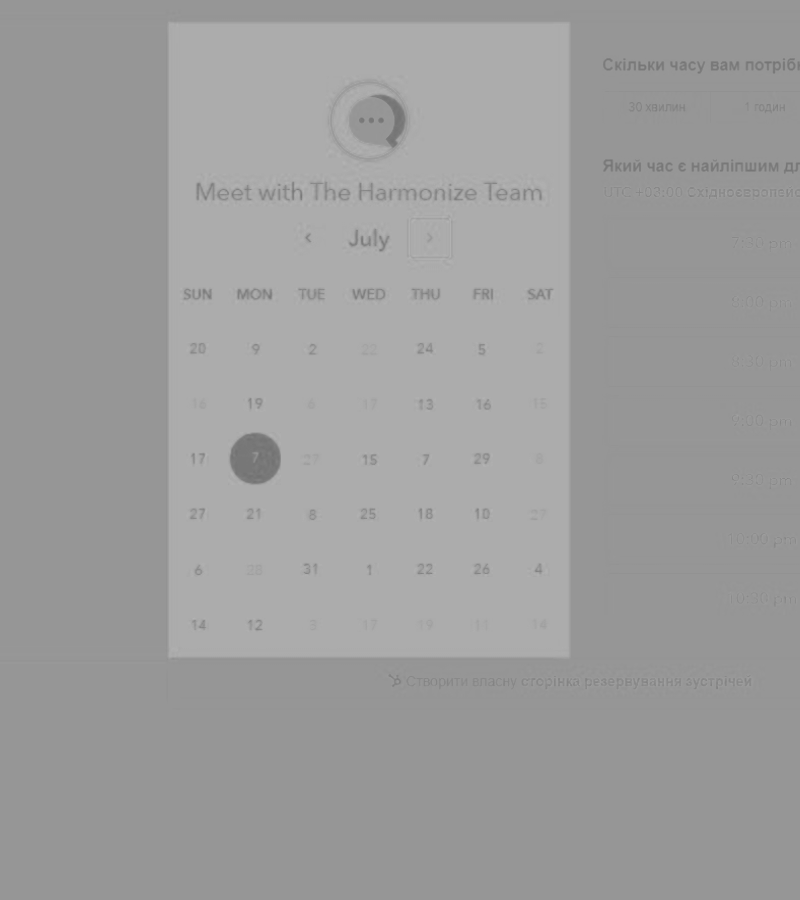 Meet with The Harmonize Team
July
SUN MON TUE WED THU FRI SAT
20 9 2 22 24 5 2
16 19 6 17 13 16 15
17 7 27 15 7 29 8
27 21 8 25 18 10 27
6 28 31 1 22 26 4
14 12 3 17 19 11 14
Скільки часу вам потріб
30 хвилин 1 годин
Який час є найліпшим дл
UTC +03:00 Східноєвропейс
7:30 pm
8:00 pm
8:30 pm
9:00 pm
9:30 pm
10:00 pm
10:30 pm
Створити власну сторінка резервування зустрічей